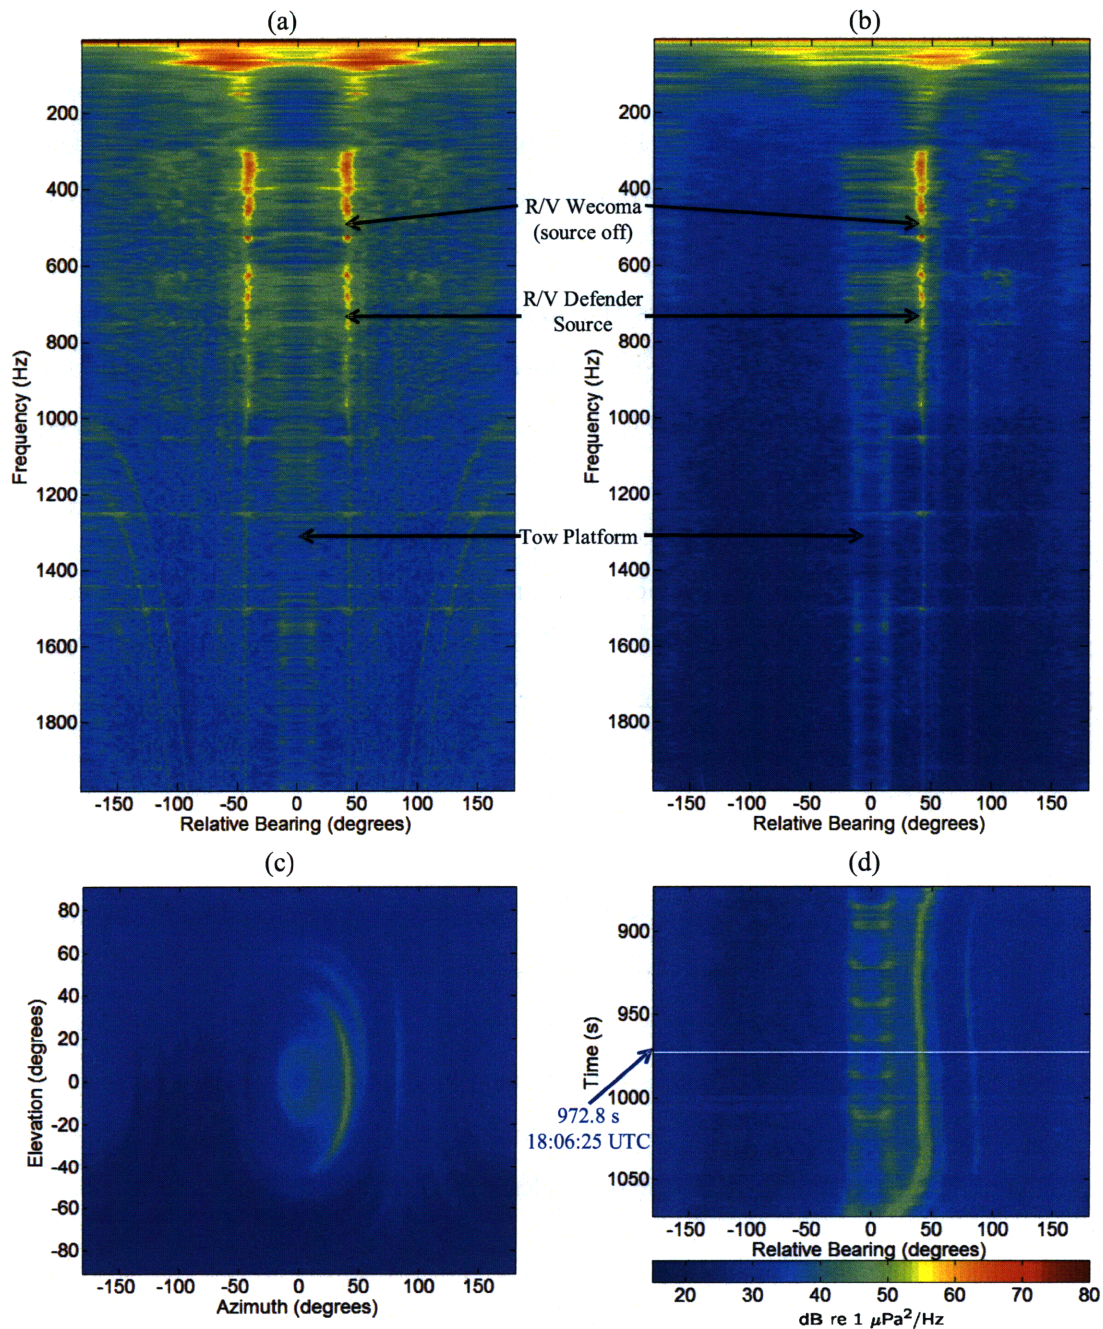 (a)
(b)
200
400
600
800
1000
1200
1400
1600
1800
Frequency (Hz)
-150 -100 -50 0 50 100 150
Relative Bearing (degrees)
R/V Wecoma
(source off)
R/V Defender
Source
Tow Platform
200
400
600
800
1000
1200
1400
1600
1800
Frequency (Hz)
-150 -100 -50 0 50 100 150
Relative Bearing (degrees)
(c)
(d)
80
60
40
20
0
-20
-40
-60
-80
Elevation (degrees)
-150 -100 -50 0 50 100 150
Azimuth (degrees)
972.8 s
18:06:25 UTC
900
950
1000
1050
Time (s)
-150 -100 -50 0 50 100 150
Relative Bearing (degrees)
20 30 40 50 60 70 80
dB re 1 μPa²/Hz